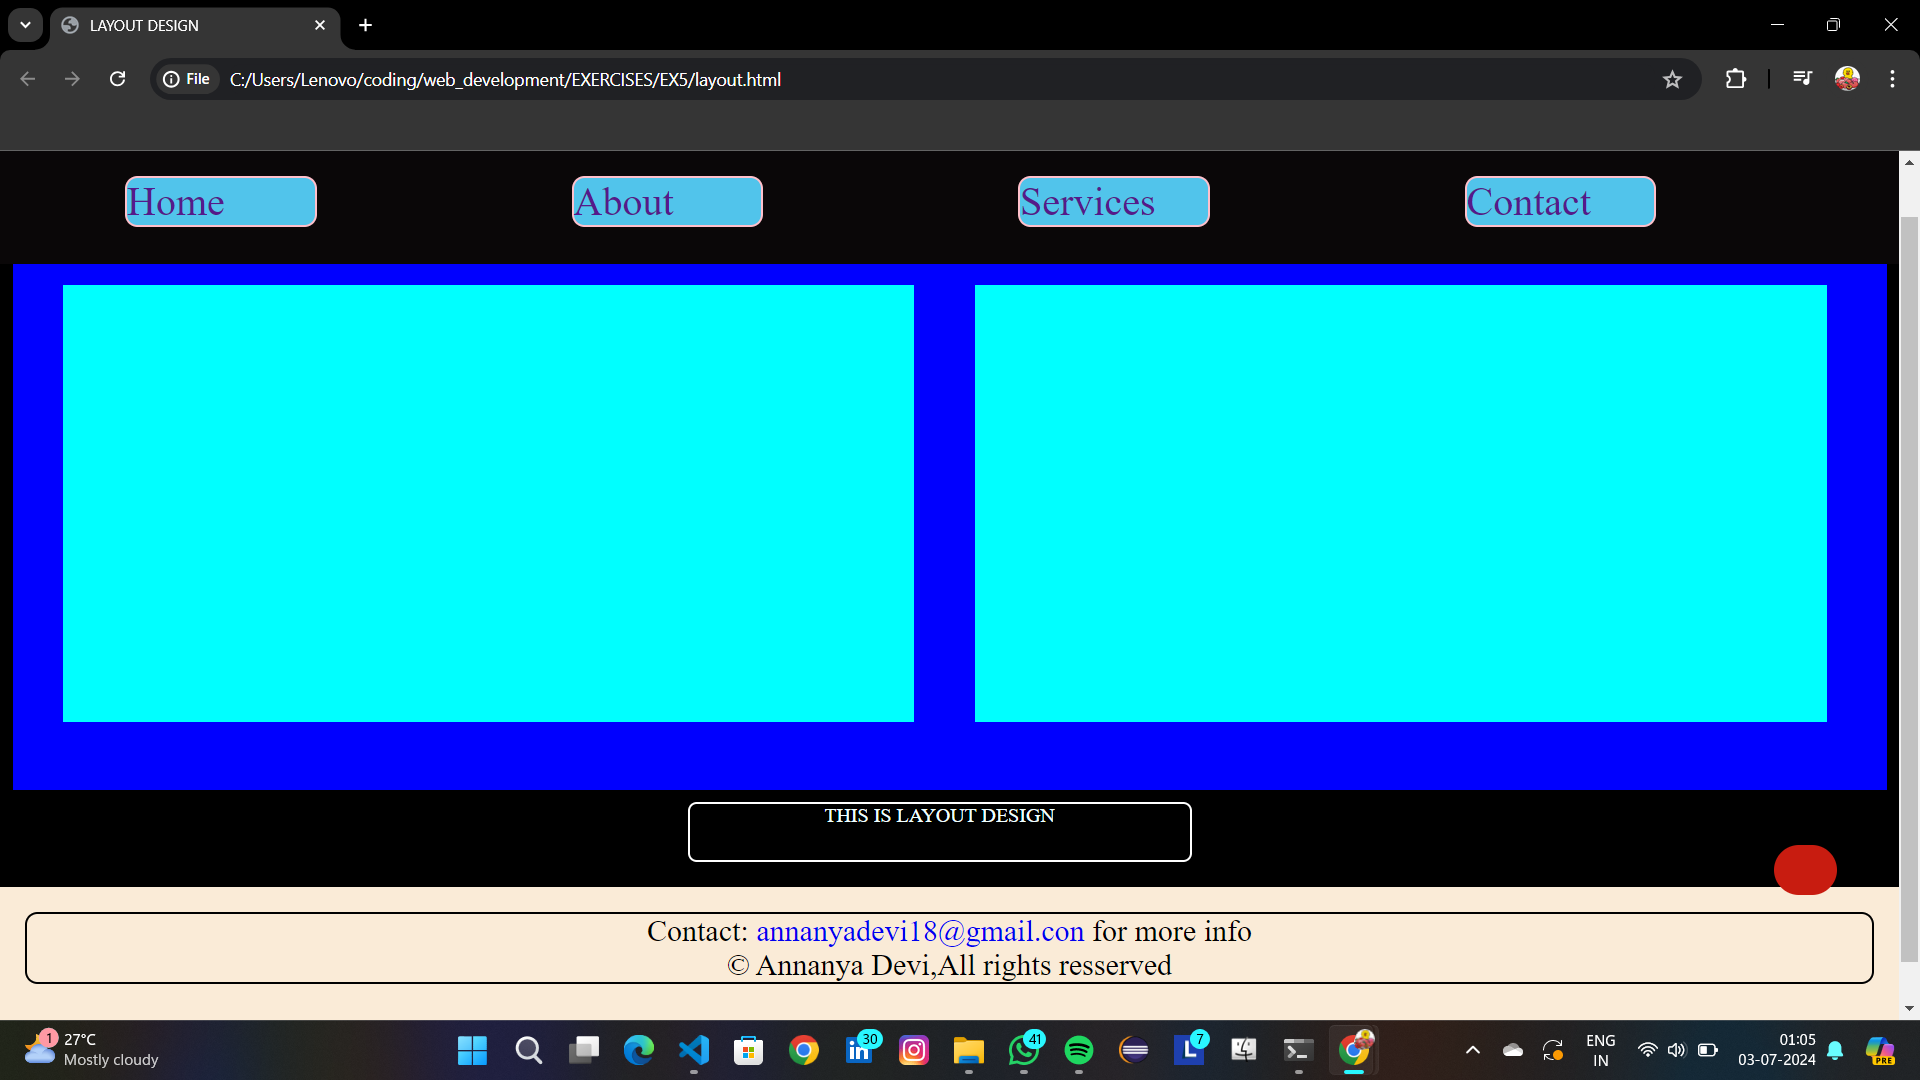 LAYOUT DESIGN
File C:/Users/Lenovo/coding/web_development/EXERCISES/EX5/layout.html
Home About Services Contact
THIS IS LAYOUT DESIGN
Contact: annanyadevi18@gmail.con for more info
© Annanya Devi,All rights resserved
1 27°C
Mostly cloudy
30 41 L 7
ENG
IN
01:05
03-07-2024
PRE